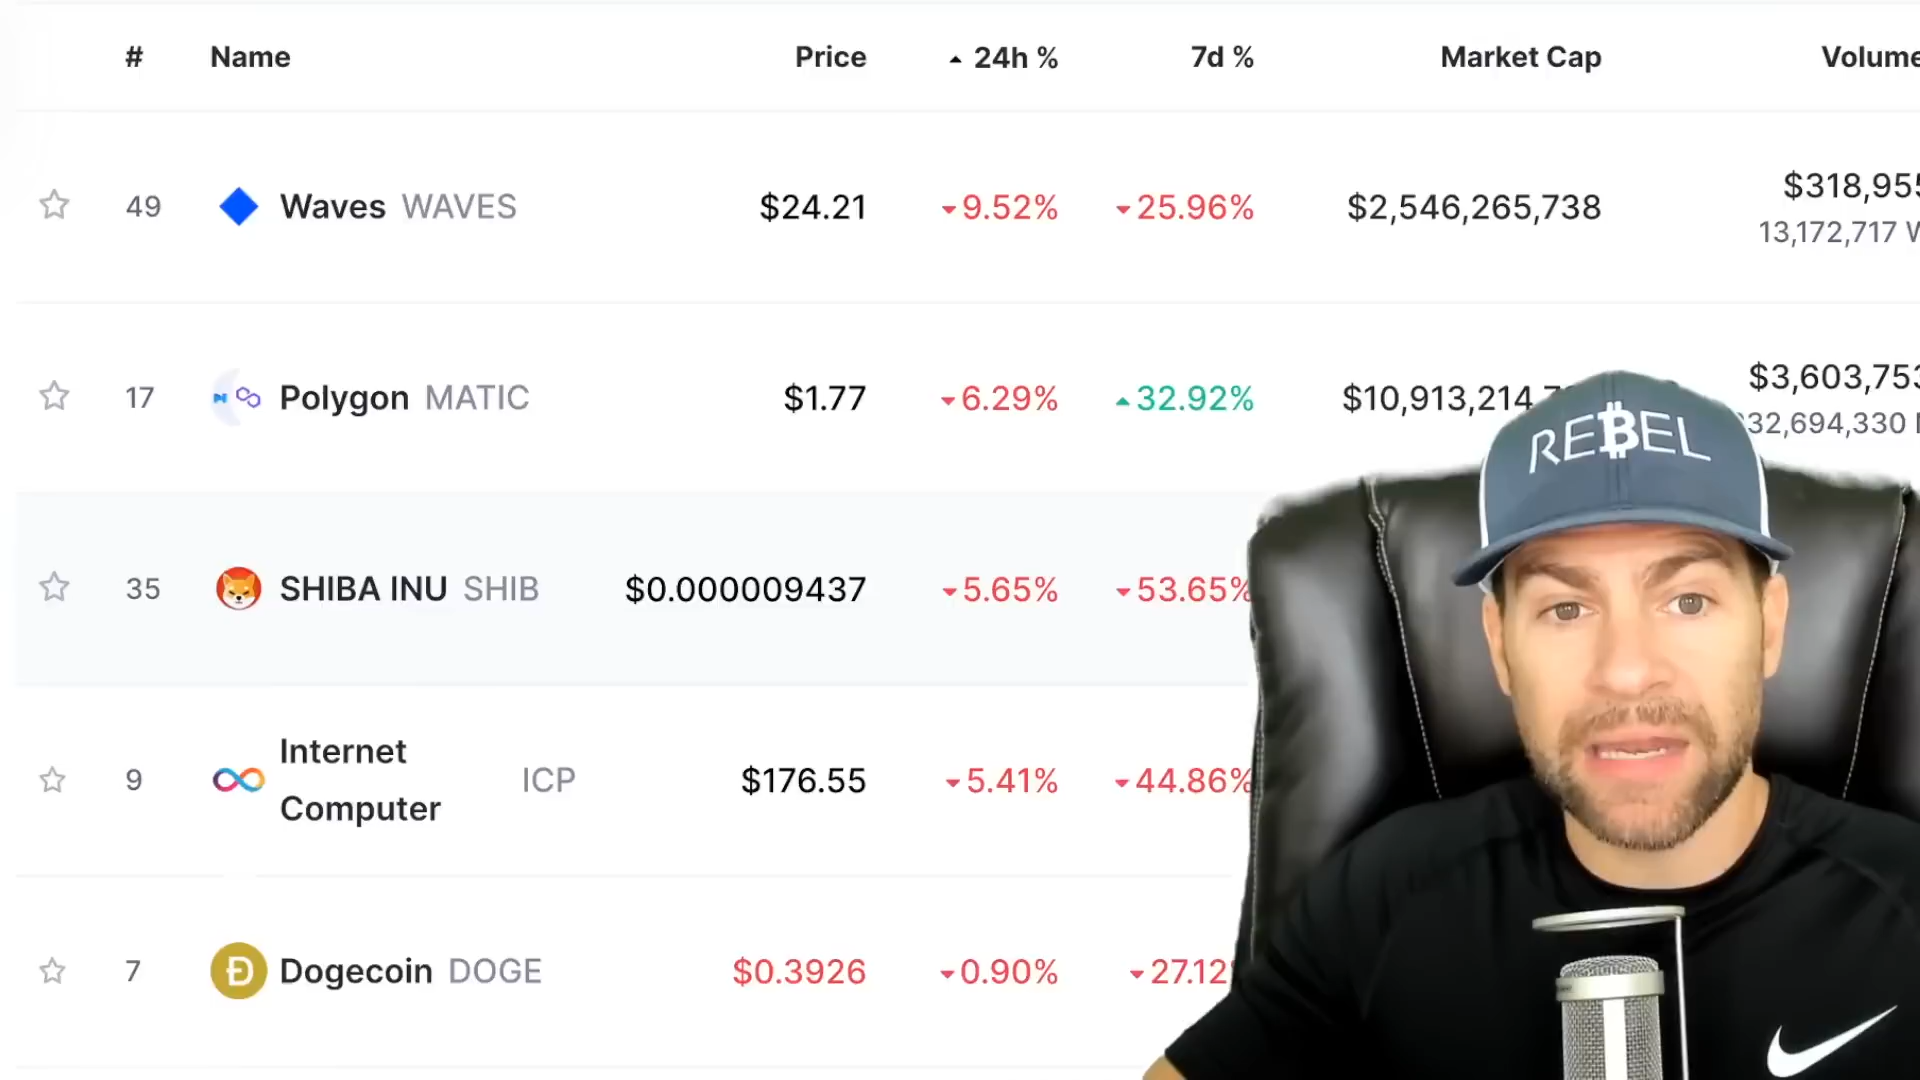 # Name Price 24h % 7d % Market Cap Volume
49 Waves WAVES $24.21 9.52% 25.96% $2,546,265,738 $318,955
13,172,717
17 Polygon MATIC $1.77 6.29% 32.92% $10,913,214 $3,603,753
32,694,330
REBEL
35 SHIBA INU SHIB $0.000009437 5.65% 53.65%
9 Internet Computer ICP $176.55 5.41% 44.86%
7 Dogecoin DOGE $0.3926 0.90% 27.12